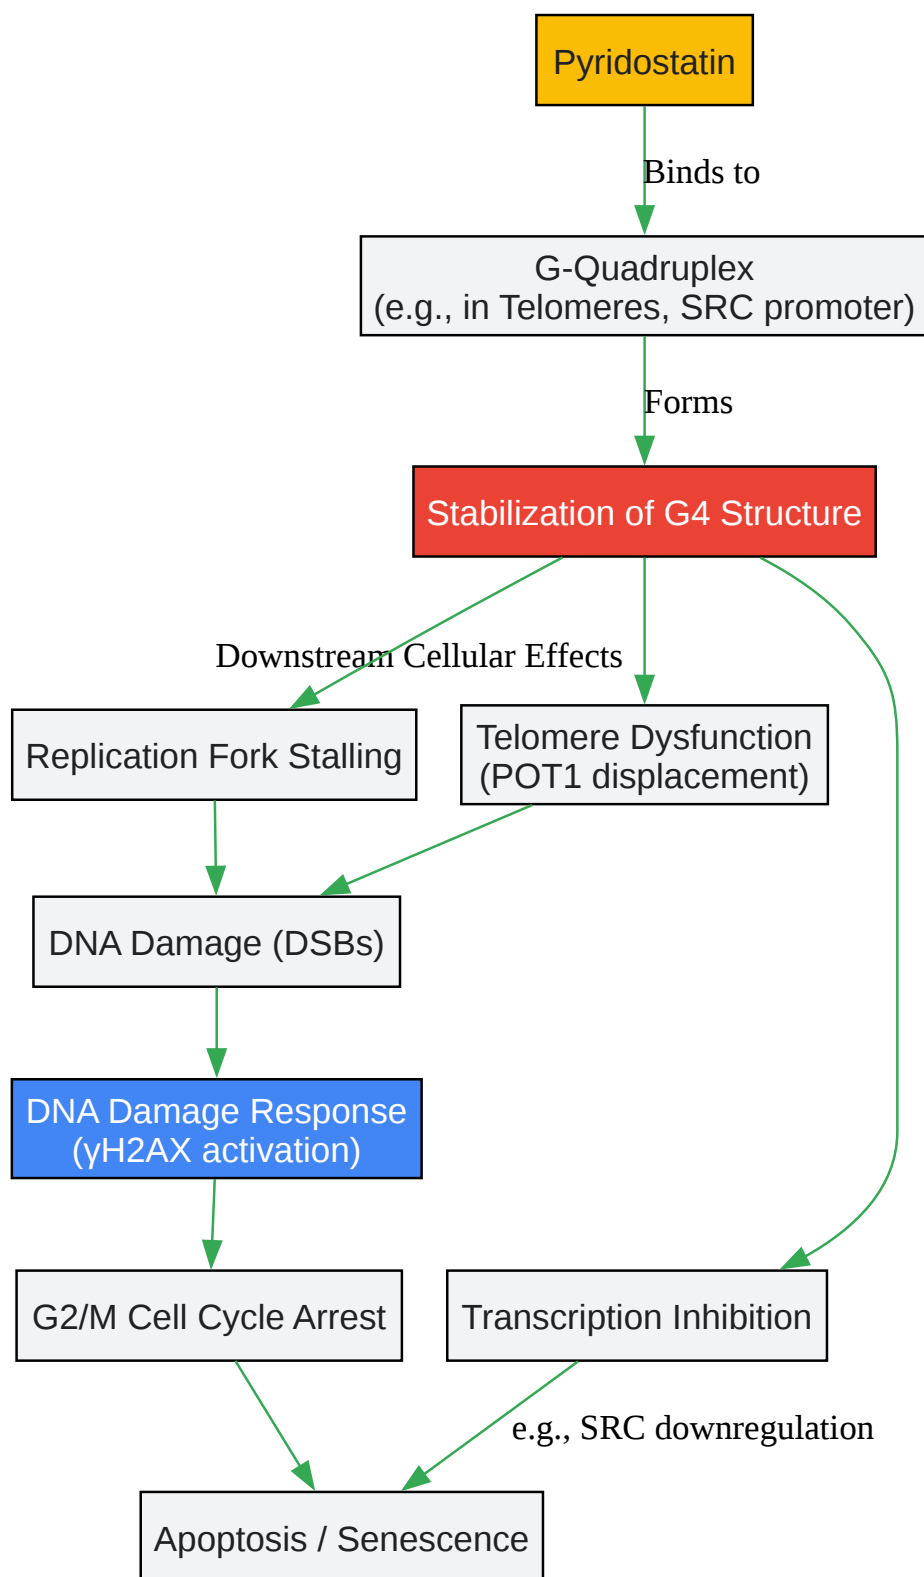 Pyridostatin
Binds to
G-Quadruplex
(e.g., in Telomeres, SRC promoter)
Forms
Stabilization of G4 Structure
Downstream Cellular Effects
Replication Fork Stalling
Telomere Dysfunction
(POT1 displacement)
DNA Damage (DSBs)
DNA Damage Response
(γH2AX activation)
G2/M Cell Cycle Arrest
Transcription Inhibition
e.g., SRC downregulation
Apoptosis / Senescence